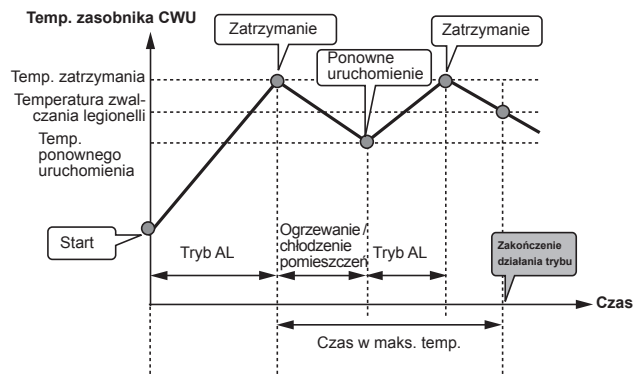 Temp. zasobnika CWU
Zatrzymanie
Zatrzymanie
Ponowne
uruchomienie
Temp. zatrzymania
Temperatura zwal-
czania legionelli
Temp.
ponownego
uruchomienia
Start
Tryb AL
Ogrzewanie/
chłodzenie
pomieszczeń
Tryb AL
Zakończenie
działania trybu
Czas
Czas w maks. temp.